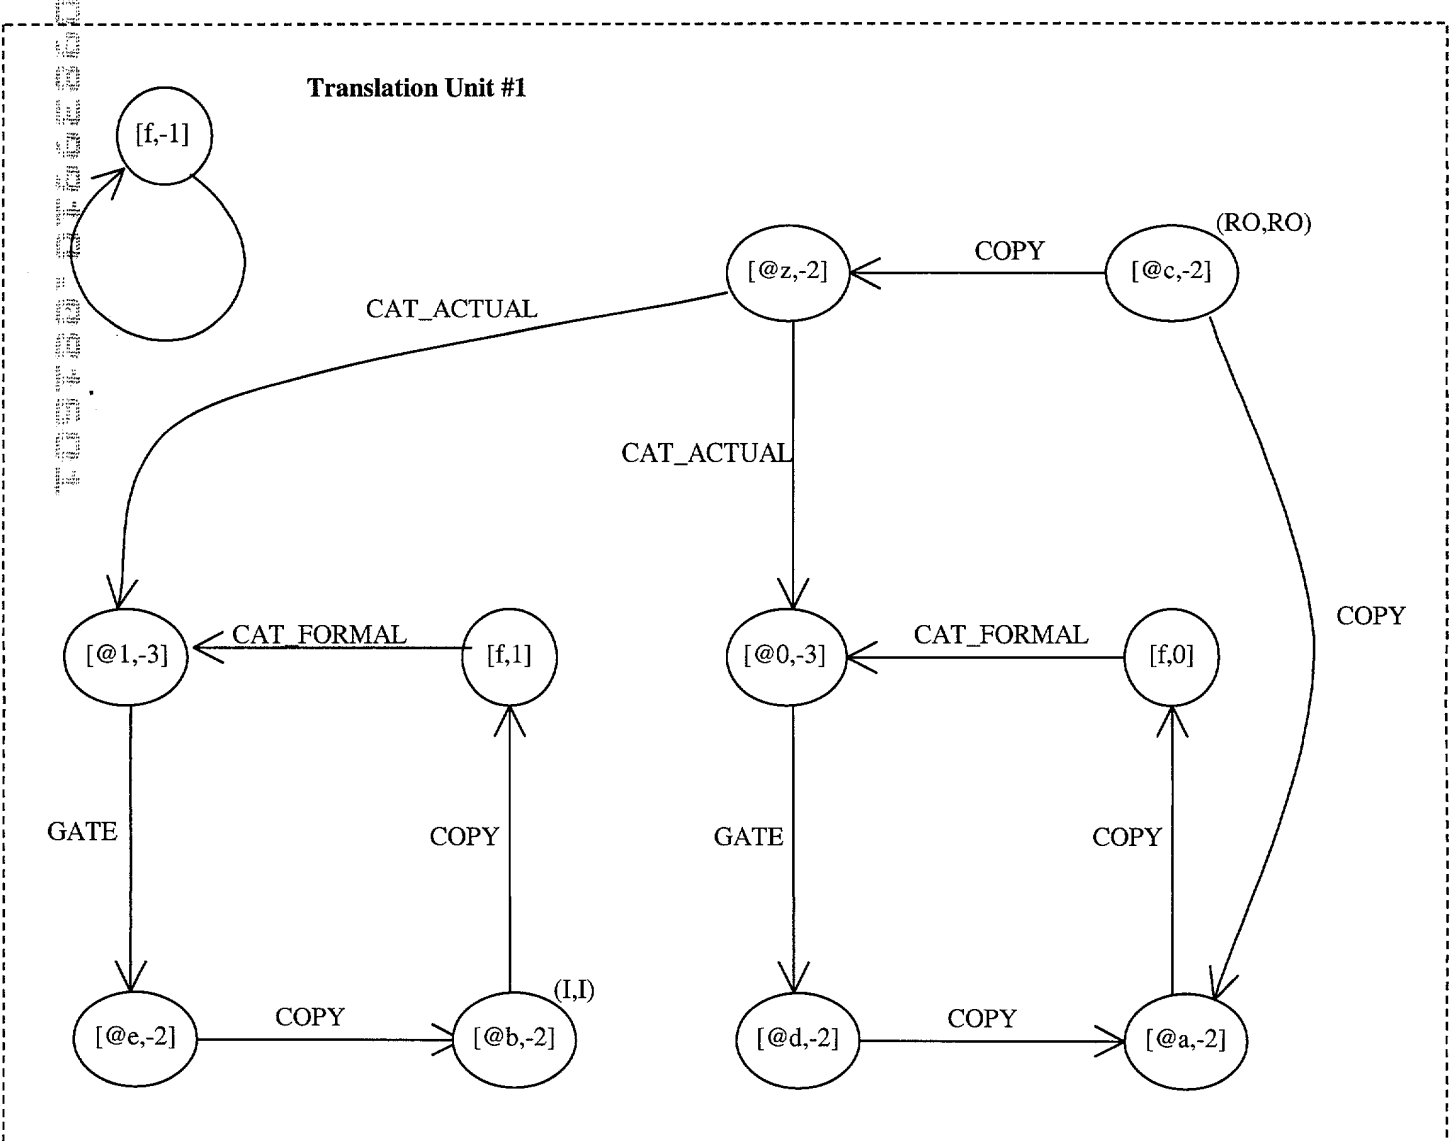 Translation Unit #1
[f,-1]
(RO,RO)
COPY
[@z,-2]
[@c,-2]
CAT_ACTUAL
CAT_ACTUAL
COPY
CAT_FORMAL
CAT_FORMAL
[@1,-3]
[f,1]
[@0,-3]
[f,0]
GATE
COPY
GATE
COPY
(I,I)
COPY
COPY
[@e,-2]
[@b,-2]
[@d,-2]
[@a,-2]